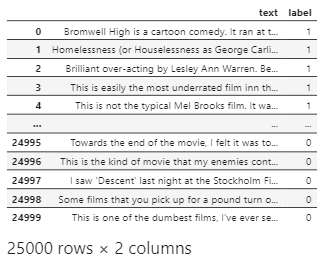 text label
0 Bromwell High is a cartoon comedy. It ran at t... 1
1 Homelessness (or Houselessness as George Carli... 1
2 Brilliant over-acting by Lesley Ann Warren. Be... 1
3 This is easily the most underrated film inn th... 1
4 This is not the typical Mel Brooks film. It wa... 1
... ... ...
24995 Towards the end of the movie, I felt it was to... 0
24996 This is the kind of movie that my enemies cont... 0
24997 I saw 'Descent' last night at the Stockholm Fi... 0
24998 Some films that you pick up for a pound turn o... 0
24999 This is one of the dumbest films, I've ever se... 0
25000 rows × 2 columns